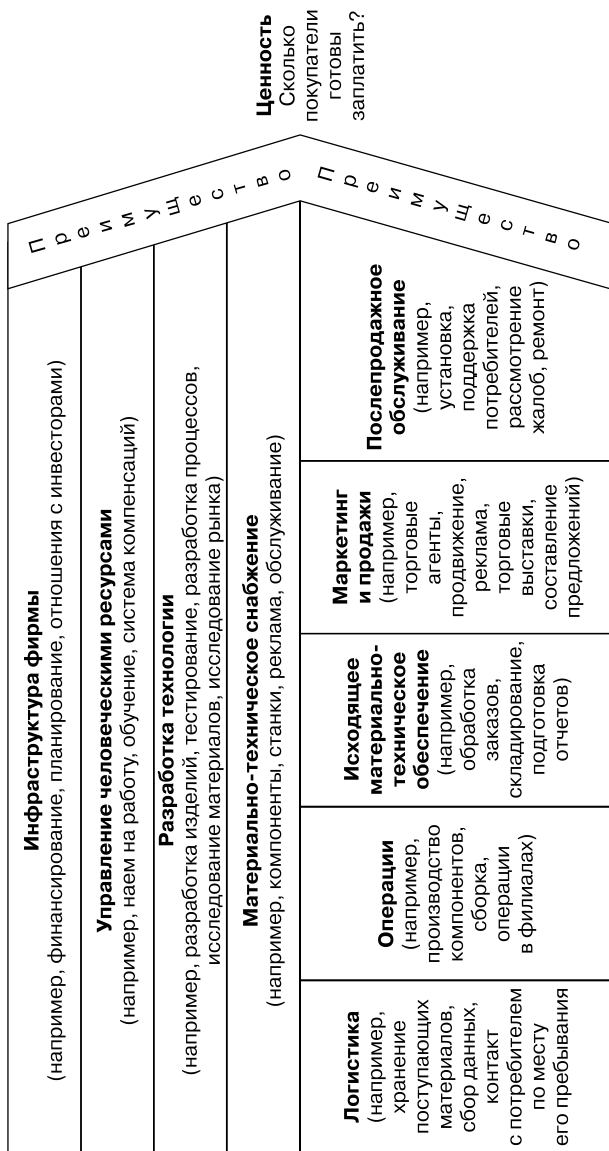 Инфраструктура фирмы
(например, финансирование, планирование, отношения с инвесторами)
Управление человеческими ресурсами
(например, наем на работу, обучение, система компенсаций)
Разработка технологии
(например, разработка изделий, тестирование, разработка процессов,
исследование материалов, исследование рынка)
Материально-техническое снабжение
(например, компоненты, станки, реклама, обслуживание)
Логистика
(например,
хранение
поступающих
материалов,
сбор данных,
контакт
с потребителем
по месту
его пребывания
Операции
(например,
производство
компонентов,
сборка,
операции
в филиалах)
Исходящее
материально-
техническое
обеспечение
(например,
обработка
заказов,
складирование,
подготовка
отчетов)
Маркетинг
и продажи
(например,
торговые
агенты,
продвижение,
реклама,
торговые
выставки,
составление
предложений)
Послепродажное
обслуживание
(например,
установка,
поддержка
потребителей,
рассмотрение
жалоб, ремонт)
Преимущество
Преимущество
Ценность
Сколько
покупатели
готовы
заплатить?